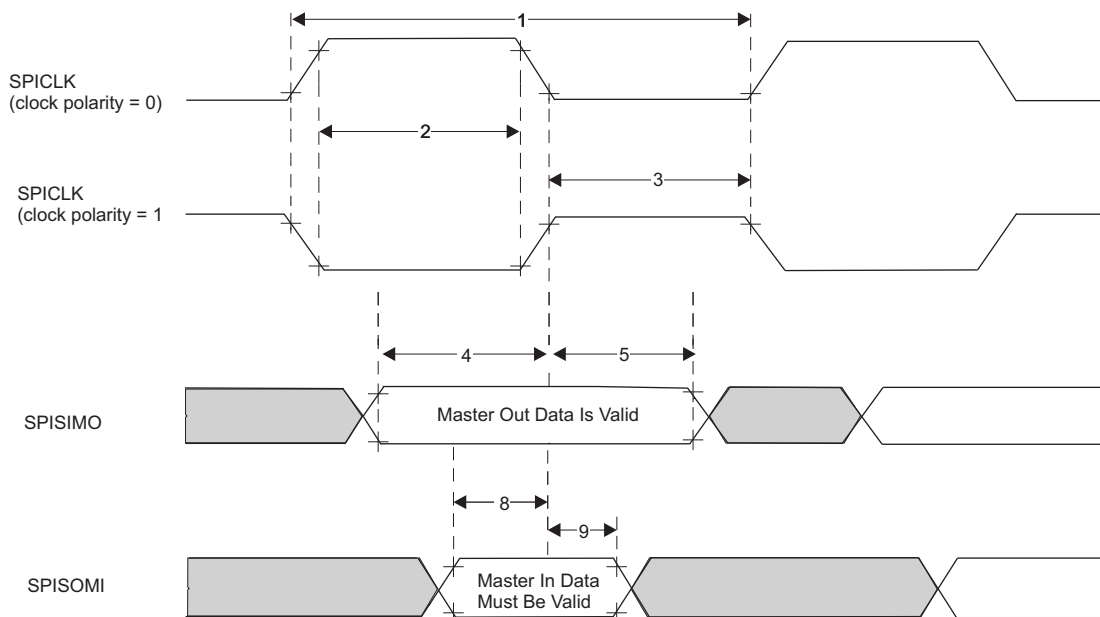 1
SPICLK
(clock polarity = 0)
2
3
SPICLK
(clock polarity = 1
4
5
SPISIMO
Master Out Data Is Valid
8
9
SPISOMI
Master In Data
Must Be Valid